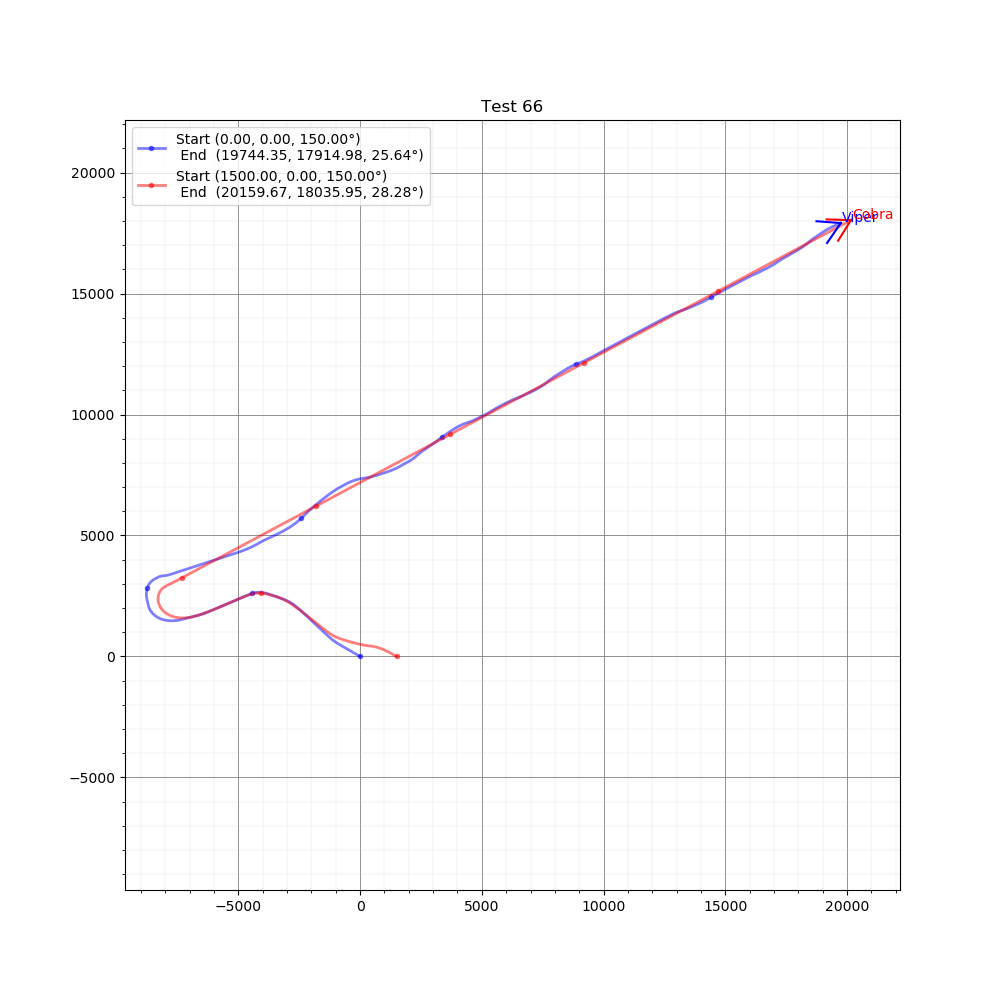 Test 66
Start (0.00, 0.00, 150.00°)
End (19744.35, 17914.98, 25.64°)
Start (1500.00, 0.00, 150.00°)
End (20159.67, 18035.95, 28.28°)
20000
15000
10000
5000
0
−5000
Viper
Cobra
−5000
0
5000
10000
15000
20000